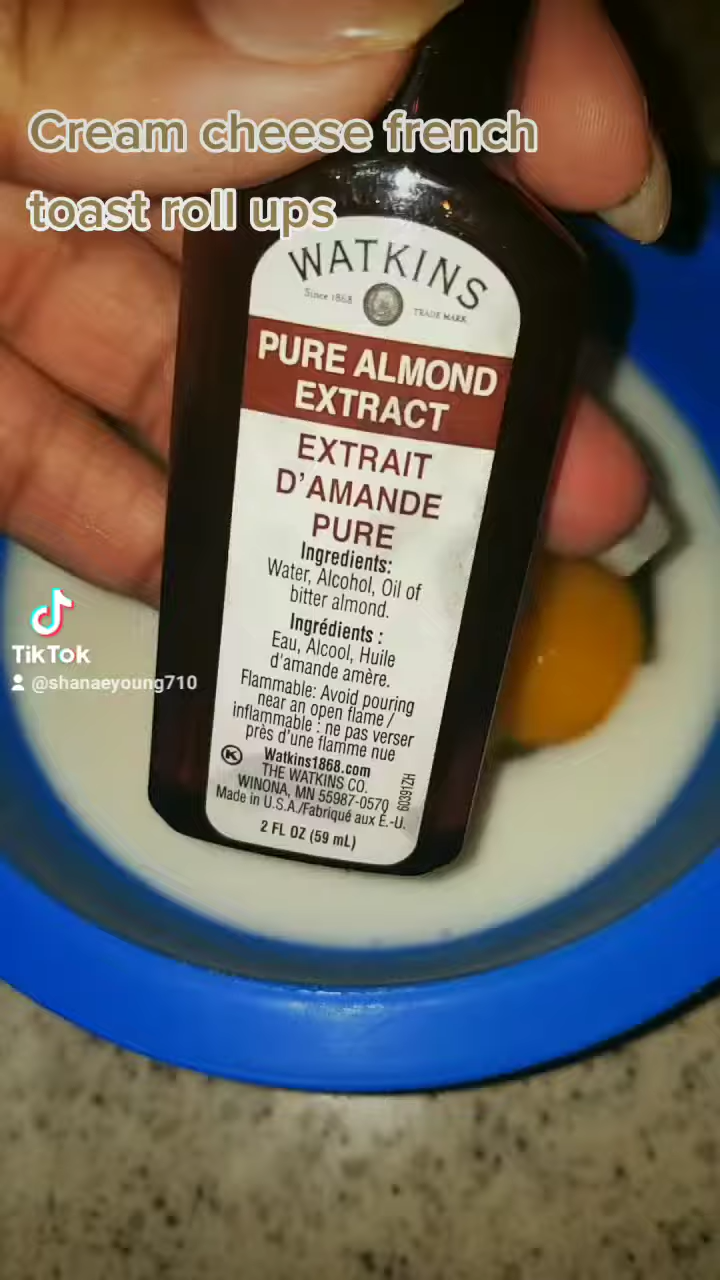 Cream cheese french
toast roll ups
WATKINS
Since 1868
TRADE MARK
PURE ALMOND
EXTRACT
EXTRAIT
D'AMANDE
PURE
Ingredients:
Water, Alcohol, Oil of
bitter almond.
Ingrédients :
Eau, Alcool, Huile
d'amande amère.
Flammable: Avoid pouring
near an open flame /
inflammable : ne pas verser
près d'une flamme nue
K
Watkins1868.com
THE WATKINS CO.
WINONA, MN 55987-0570
Made in U.S.A./Fabriqué aux É.-U.
60391ZH
2 FL OZ (59 mL)
TikTok
@shanaeyoung710